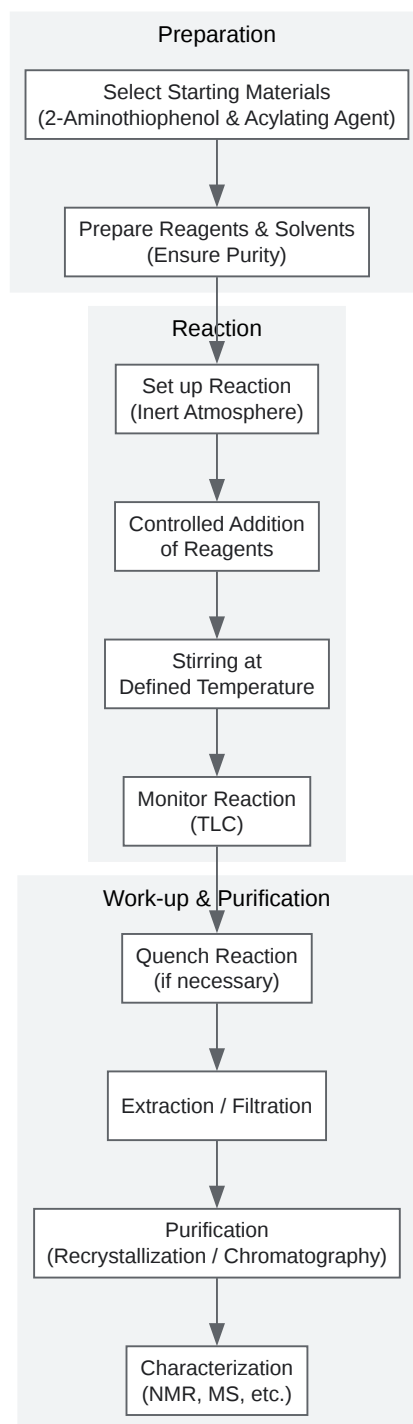 Preparation
Select Starting Materials
(2-Aminothiophenol & Acylating Agent)
Prepare Reagents & Solvents
(Ensure Purity)
Reaction
Set up Reaction
(Inert Atmosphere)
Controlled Addition
of Reagents
Stirring at
Defined Temperature
Monitor Reaction
(TLC)
Work-up & Purification
Quench Reaction
(if necessary)
Extraction / Filtration
Purification
(Recrystallization / Chromatography)
Characterization
(NMR, MS, etc.)